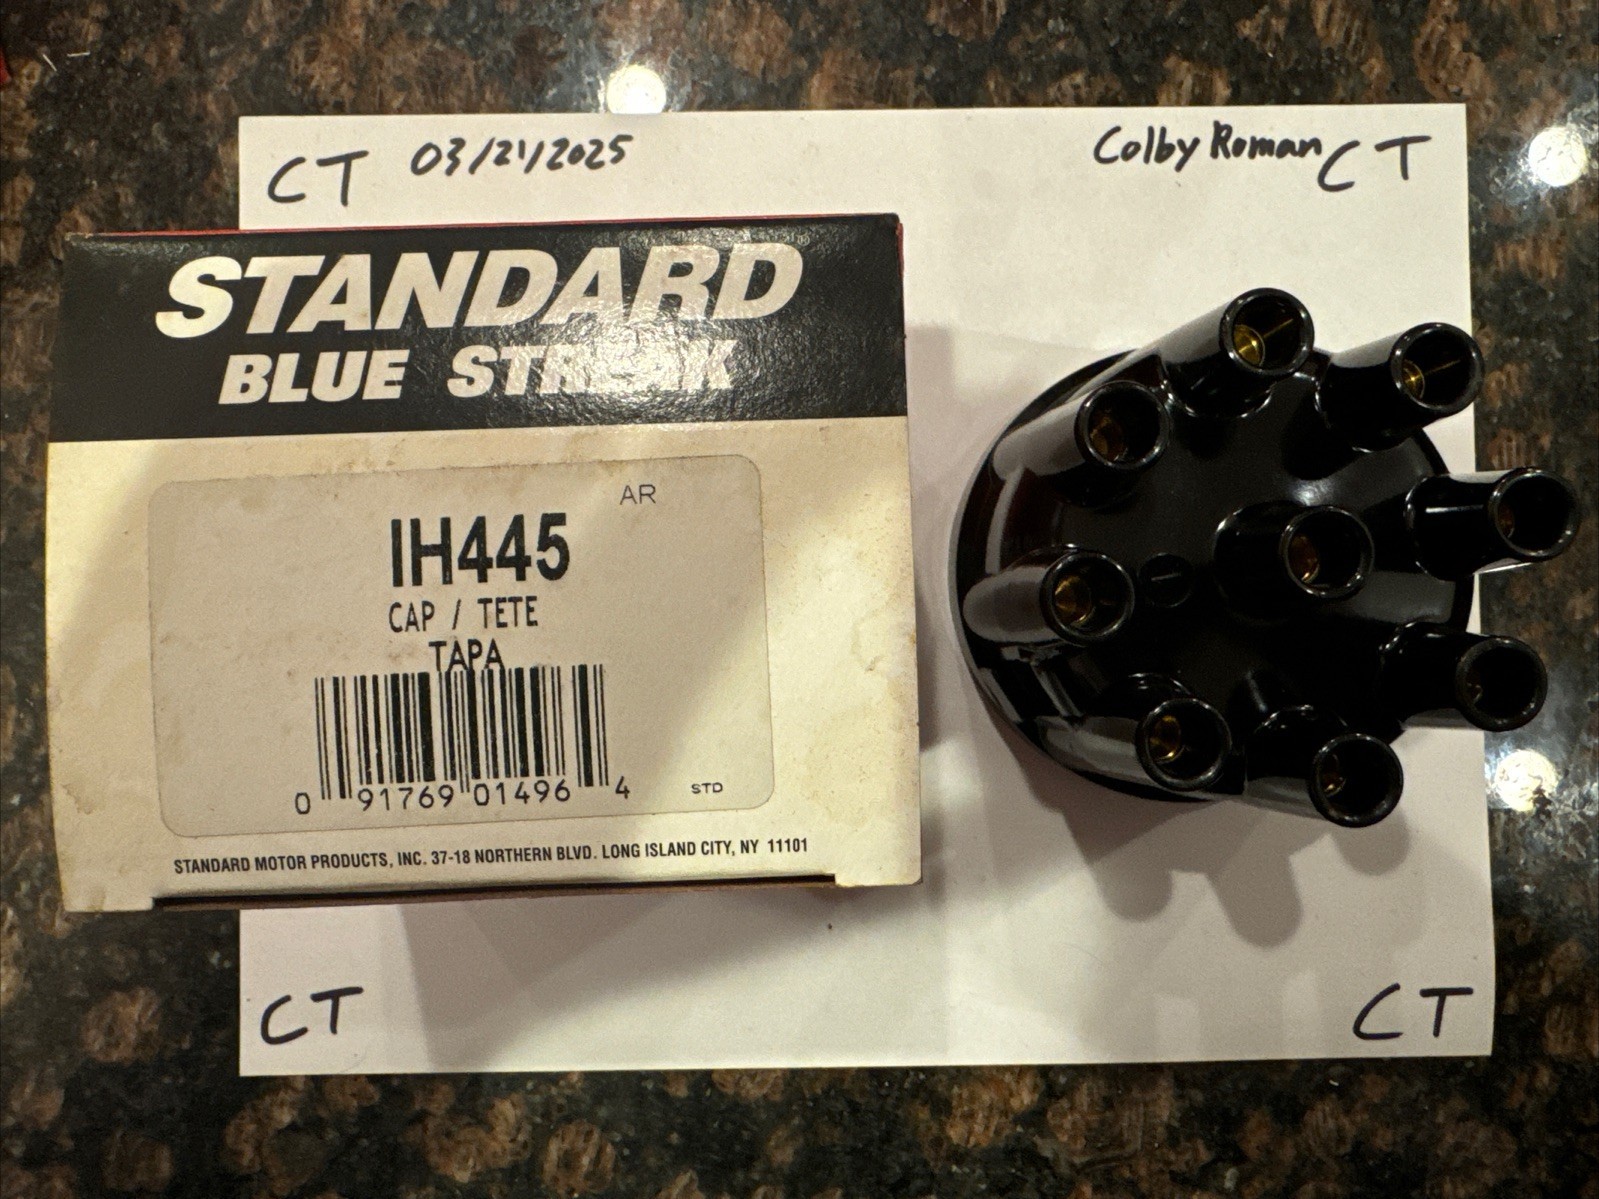 CT 03/21/2025
Colby Roman CT
STANDARD
BLUE STREAK
AR
IH445
CAP / TETE
TAPA
0 91769 01496 4
STD
STANDARD MOTOR PRODUCTS, INC. 37-18 NORTHERN BLVD. LONG ISLAND CITY, NY 11101
CT
CT